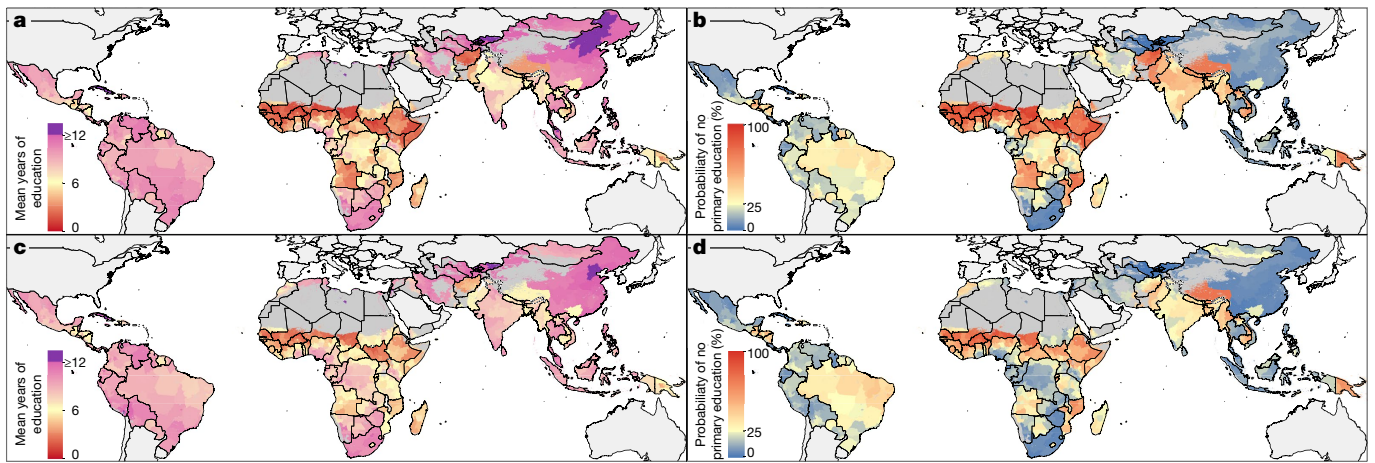 a
Mean years of
education
≥12
6
0
b
Probabiliaty of no
primary education (%)
100
25
0
c
Mean years of
education
≥12
6
0
d
Probabiliaty of no
primary education (%)
100
25
0